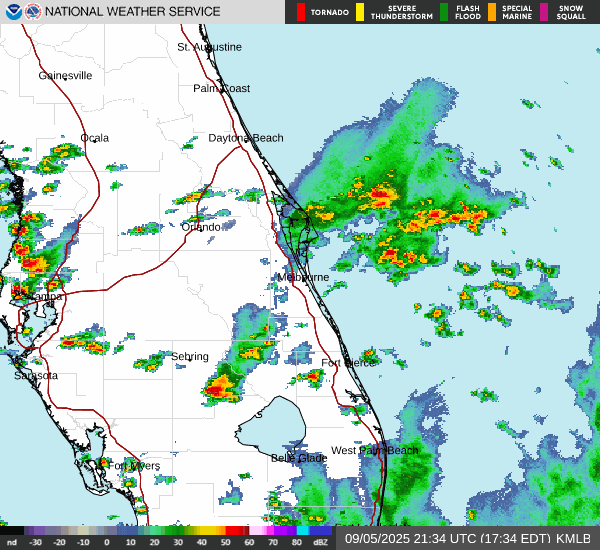 NATIONAL WEATHER SERVICE
TORNADO
SEVERE THUNDERSTORM
FLASH FLOOD
SPECIAL MARINE
SNOW SQUALL
St. Augustine
Gainesville
Palm Coast
Ocala
Daytona Beach
Orlando
Melbourne
Tampa
Sebring
Fort Pierce
Sarasota
West Palm Beach
Belle Glade
Fort Myers
nd -30 -20 -10 0 10 20 30 40 50 60 70 80 dBZ
09/05/2025 21:34 UTC (17:34 EDT) KMLB